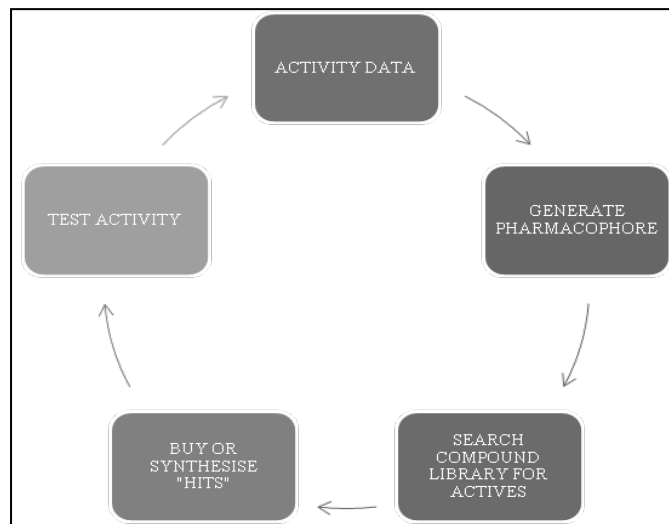 ACTIVITY DATA
GENERATE
PHARMACOPHORE
SEARCH
COMPOUND
LIBRARY FOR
ACTIVES
BUY OR
SYNTHESISE
"HITS"
TEST ACTIVITY